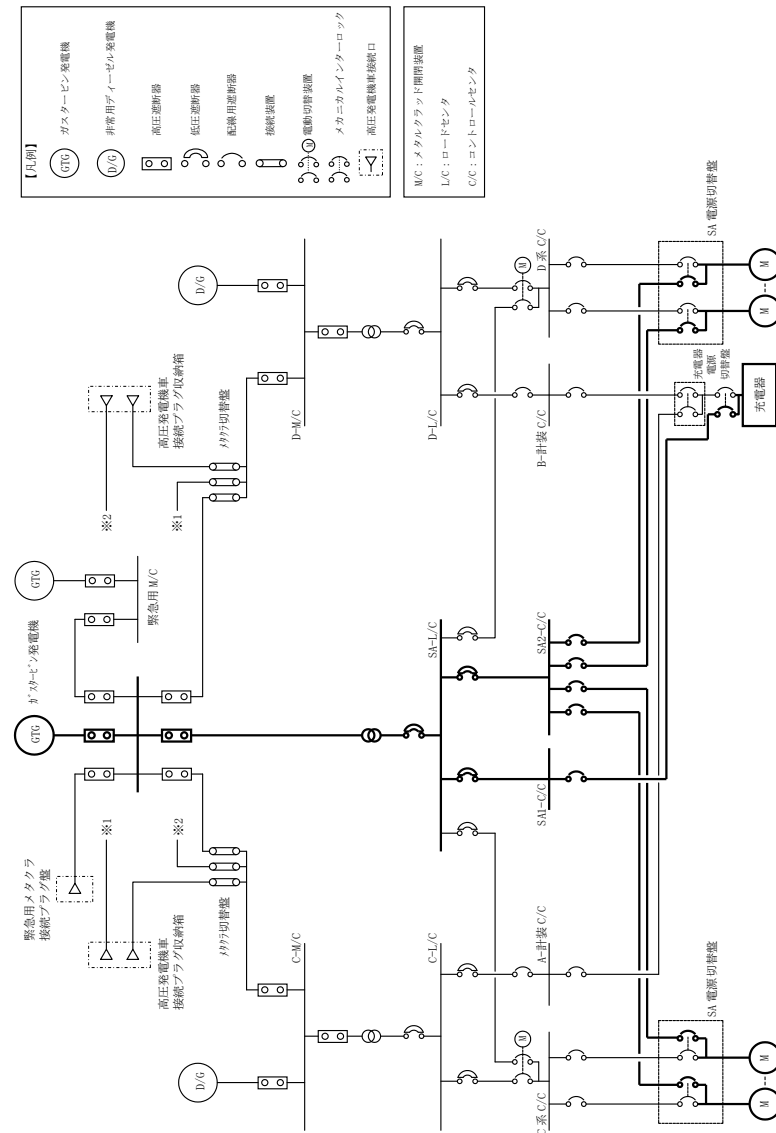 【凡例】
GTG ガスタービン発電機
D/G 非常用ディーゼル発電機
高圧遮断器
低圧遮断器
配線用遮断器
接続装置
M 電動切替装置
メカニカルインターロック
高圧発電機車接続口
M/C：メタルクラッド開閉装置
L/C：ロードセンタ
C/C：コントロールセンタ
緊急用メタクラ
接続プラグ盤
GTG
ガスタービン発電機
GTG
緊急用 M/C
高圧発電機車
接続プラグ収納箱
※1
※2
メタクラ切替盤
高圧発電機車
接続プラグ収納箱
※2
※1
メタクラ切替盤
D/G
C-M/C
D/G
D-M/C
C-L/C
SA-L/C
D-L/C
M
C系 C/C
A-計装 C/C
SA1-C/C
SA2-C/C
B-計装 C/C
M
D系 C/C
SA 電源切替盤
M
M
充電器
電源
切替盤
充電器
SA 電源切替盤
M
M